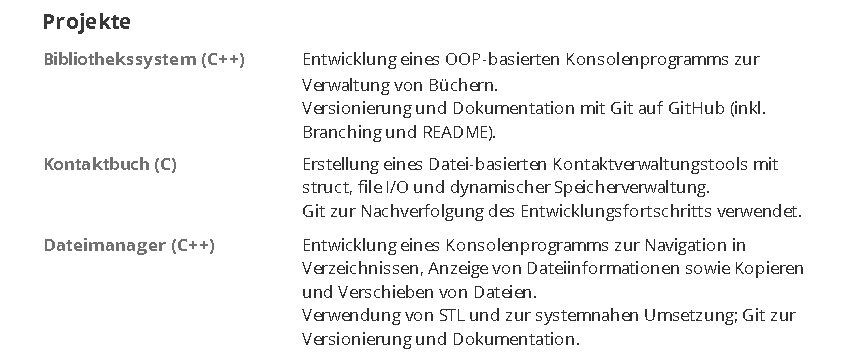 Projekte
Bibliothekssystem (C++)
Entwicklung eines OOP-basierten Konsolenprogramms zur
Verwaltung von Büchern.
Versionierung und Dokumentation mit Git auf GitHub (inkl.
Branching und README).
Kontaktbuch (C)
Erstellung eines Datei-basierten Kontaktverwaltungstools mit
struct, file I/O und dynamischer Speicherverwaltung.
Git zur Nachverfolgung des Entwicklungsfortschritts verwendet.
Dateimanager (C++)
Entwicklung eines Konsolenprogramms zur Navigation in
Verzeichnissen, Anzeige von Dateiinformationen sowie Kopieren
und Verschieben von Dateien.
Verwendung von STL und zur systemnahen Umsetzung; Git zur
Versionierung und Dokumentation.